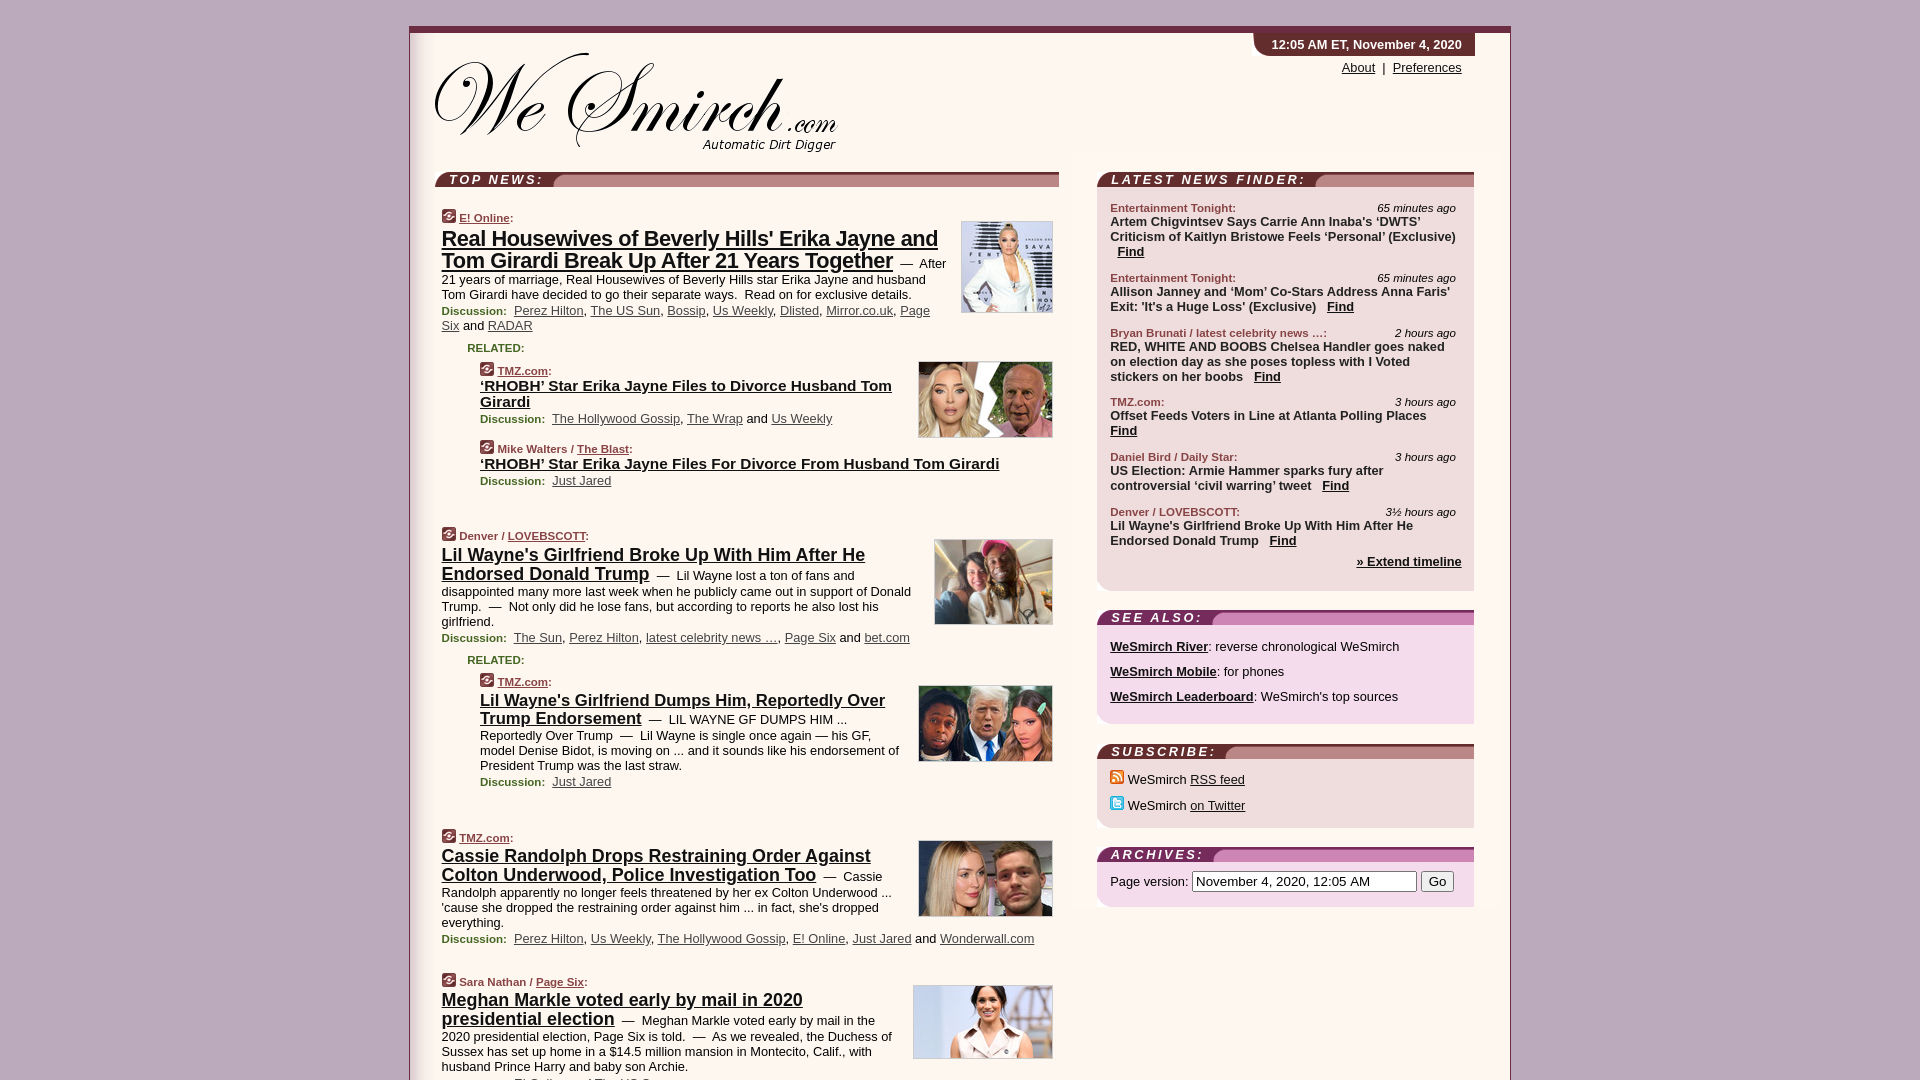 12:05 AM ET, November 4, 2020
About | Preferences
We Smirch.com
Automatic Dirt Digger
TOP NEWS:
E! Online:
Real Housewives of Beverly Hills' Erika Jayne and
Tom Girardi Break Up After 21 Years Together — After
21 years of marriage, Real Housewives of Beverly Hills star Erika Jayne and husband
Tom Girardi have decided to go their separate ways. Read on for exclusive details.
Discussion: Perez Hilton, The US Sun, Bossip, Us Weekly, Dlisted, Mirror.co.uk, Page
Six and RADAR
RELATED:
TMZ.com:
‘RHOBH’ Star Erika Jayne Files to Divorce Husband Tom
Girardi
Discussion: The Hollywood Gossip, The Wrap and Us Weekly
Mike Walters / The Blast:
‘RHOBH’ Star Erika Jayne Files For Divorce From Husband Tom Girardi
Discussion: Just Jared
Denver / LOVEBSCOTT:
Lil Wayne's Girlfriend Broke Up With Him After He
Endorsed Donald Trump — Lil Wayne lost a ton of fans and
disappointed many more last week when he publicly came out in support of Donald
Trump. — Not only did he lose fans, but according to reports he also lost his
girlfriend.
Discussion: The Sun, Perez Hilton, latest celebrity news …, Page Six and bet.com
RELATED:
TMZ.com:
Lil Wayne's Girlfriend Dumps Him, Reportedly Over
Trump Endorsement — LIL WAYNE GF DUMPS HIM ...
Reportedly Over Trump — Lil Wayne is single once again — his GF,
model Denise Bidot, is moving on ... and it sounds like his endorsement of
President Trump was the last straw.
Discussion: Just Jared
TMZ.com:
Cassie Randolph Drops Restraining Order Against
Colton Underwood, Police Investigation Too — Cassie
Randolph apparently no longer feels threatened by her ex Colton Underwood ...
'cause she dropped the restraining order against him ... in fact, she's dropped
everything.
Discussion: Perez Hilton, Us Weekly, The Hollywood Gossip, E! Online, Just Jared and Wonderwall.com
Sara Nathan / Page Six:
Meghan Markle voted early by mail in 2020
presidential election — Meghan Markle voted early by mail in the
2020 presidential election, Page Six is told. — As we revealed, the Duchess of
Sussex has set up home in a $14.5 million mansion in Montecito, Calif., with
husband Prince Harry and baby son Archie.
LATEST NEWS FINDER:
Entertainment Tonight: 65 minutes ago
Artem Chigvintsev Says Carrie Ann Inaba's ‘DWTS’
Criticism of Kaitlyn Bristowe Feels ‘Personal’ (Exclusive)
Find
Entertainment Tonight: 65 minutes ago
Allison Janney and ‘Mom’ Co-Stars Address Anna Faris'
Exit: 'It's a Huge Loss' (Exclusive) Find
Bryan Brunati / latest celebrity news …: 2 hours ago
RED, WHITE AND BOOBS Chelsea Handler goes naked
on election day as she poses topless with I Voted
stickers on her boobs Find
TMZ.com: 3 hours ago
Offset Feeds Voters in Line at Atlanta Polling Places
Find
Daniel Bird / Daily Star: 3 hours ago
US Election: Armie Hammer sparks fury after
controversial ‘civil warring’ tweet Find
Denver / LOVEBSCOTT: 3½ hours ago
Lil Wayne's Girlfriend Broke Up With Him After He
Endorsed Donald Trump Find
» Extend timeline
SEE ALSO:
WeSmirch River: reverse chronological WeSmirch
WeSmirch Mobile: for phones
WeSmirch Leaderboard: WeSmirch's top sources
SUBSCRIBE:
WeSmirch RSS feed
WeSmirch on Twitter
ARCHIVES:
Page version: November 4, 2020, 12:05 AM Go